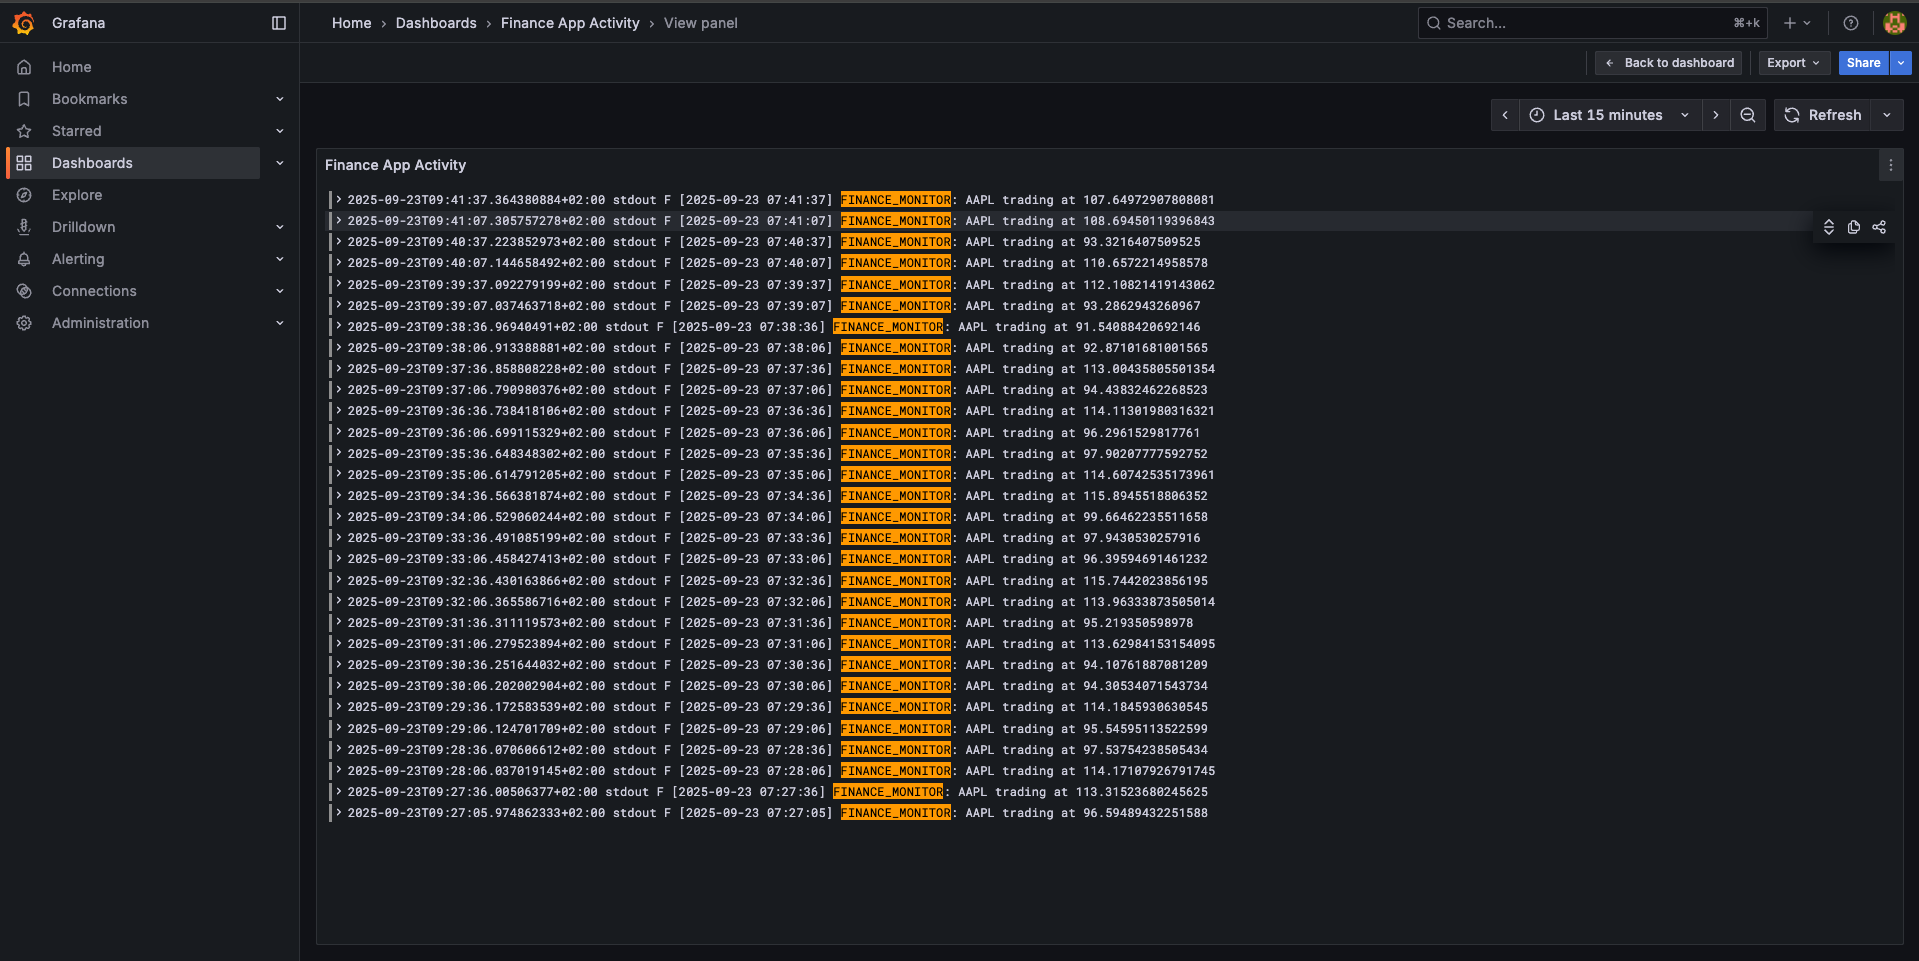 Grafana
Home › Dashboards › Finance App Activity › View panel
Search...
⌘+k
Back to dashboard
Export
Share
Home
Bookmarks
Starred
Dashboards
Explore
Drilldown
Alerting
Connections
Administration
Last 15 minutes
Refresh
Finance App Activity
2025-09-23T09:41:37.364380884+02:00 stdout F [2025-09-23 07:41:37] FINANCE_MONITOR: AAPL trading at 107.64972907808081
2025-09-23T09:41:07.305757278+02:00 stdout F [2025-09-23 07:41:07] FINANCE_MONITOR: AAPL trading at 108.69450119396843
2025-09-23T09:40:37.223852973+02:00 stdout F [2025-09-23 07:40:37] FINANCE_MONITOR: AAPL trading at 93.3216407509525
2025-09-23T09:40:07.144658492+02:00 stdout F [2025-09-23 07:40:07] FINANCE_MONITOR: AAPL trading at 110.6572214958578
2025-09-23T09:39:37.092279199+02:00 stdout F [2025-09-23 07:39:37] FINANCE_MONITOR: AAPL trading at 112.10821419143062
2025-09-23T09:39:07.037463718+02:00 stdout F [2025-09-23 07:39:07] FINANCE_MONITOR: AAPL trading at 93.2862943260967
2025-09-23T09:38:36.96940491+02:00 stdout F [2025-09-23 07:38:36] FINANCE_MONITOR: AAPL trading at 91.54088420692146
2025-09-23T09:38:06.913388881+02:00 stdout F [2025-09-23 07:38:06] FINANCE_MONITOR: AAPL trading at 92.87101681001565
2025-09-23T09:37:36.858808228+02:00 stdout F [2025-09-23 07:37:36] FINANCE_MONITOR: AAPL trading at 113.00435805501354
2025-09-23T09:37:06.790980376+02:00 stdout F [2025-09-23 07:37:06] FINANCE_MONITOR: AAPL trading at 94.43832462268523
2025-09-23T09:36:36.738418106+02:00 stdout F [2025-09-23 07:36:36] FINANCE_MONITOR: AAPL trading at 114.11301980316321
2025-09-23T09:36:06.699115329+02:00 stdout F [2025-09-23 07:36:06] FINANCE_MONITOR: AAPL trading at 96.2961529817761
2025-09-23T09:35:36.648348302+02:00 stdout F [2025-09-23 07:35:36] FINANCE_MONITOR: AAPL trading at 97.90207777592752
2025-09-23T09:35:06.614791205+02:00 stdout F [2025-09-23 07:35:06] FINANCE_MONITOR: AAPL trading at 114.60742535173961
2025-09-23T09:34:36.566381874+02:00 stdout F [2025-09-23 07:34:36] FINANCE_MONITOR: AAPL trading at 115.8945518806352
2025-09-23T09:34:06.529060244+02:00 stdout F [2025-09-23 07:34:06] FINANCE_MONITOR: AAPL trading at 99.66462235511658
2025-09-23T09:33:36.491085199+02:00 stdout F [2025-09-23 07:33:36] FINANCE_MONITOR: AAPL trading at 97.9430530257916
2025-09-23T09:33:06.458427413+02:00 stdout F [2025-09-23 07:33:06] FINANCE_MONITOR: AAPL trading at 96.39594691461232
2025-09-23T09:32:36.430163866+02:00 stdout F [2025-09-23 07:32:36] FINANCE_MONITOR: AAPL trading at 115.7442023856195
2025-09-23T09:32:06.365586716+02:00 stdout F [2025-09-23 07:32:06] FINANCE_MONITOR: AAPL trading at 113.96333873505014
2025-09-23T09:31:36.311119573+02:00 stdout F [2025-09-23 07:31:36] FINANCE_MONITOR: AAPL trading at 95.219350598978
2025-09-23T09:31:06.279523894+02:00 stdout F [2025-09-23 07:31:06] FINANCE_MONITOR: AAPL trading at 113.62984153154095
2025-09-23T09:30:36.251644032+02:00 stdout F [2025-09-23 07:30:36] FINANCE_MONITOR: AAPL trading at 94.10761887081209
2025-09-23T09:30:06.202002904+02:00 stdout F [2025-09-23 07:30:06] FINANCE_MONITOR: AAPL trading at 94.30534071543734
2025-09-23T09:29:36.172583539+02:00 stdout F [2025-09-23 07:29:36] FINANCE_MONITOR: AAPL trading at 114.1845930630545
2025-09-23T09:29:06.124701709+02:00 stdout F [2025-09-23 07:29:06] FINANCE_MONITOR: AAPL trading at 95.54595113522599
2025-09-23T09:28:36.070606612+02:00 stdout F [2025-09-23 07:28:36] FINANCE_MONITOR: AAPL trading at 97.53754238505434
2025-09-23T09:28:06.037019145+02:00 stdout F [2025-09-23 07:28:06] FINANCE_MONITOR: AAPL trading at 114.17107926791745
2025-09-23T09:27:36.00506377+02:00 stdout F [2025-09-23 07:27:36] FINANCE_MONITOR: AAPL trading at 113.31523680245625
2025-09-23T09:27:05.974862333+02:00 stdout F [2025-09-23 07:27:05] FINANCE_MONITOR: AAPL trading at 96.59489432251588